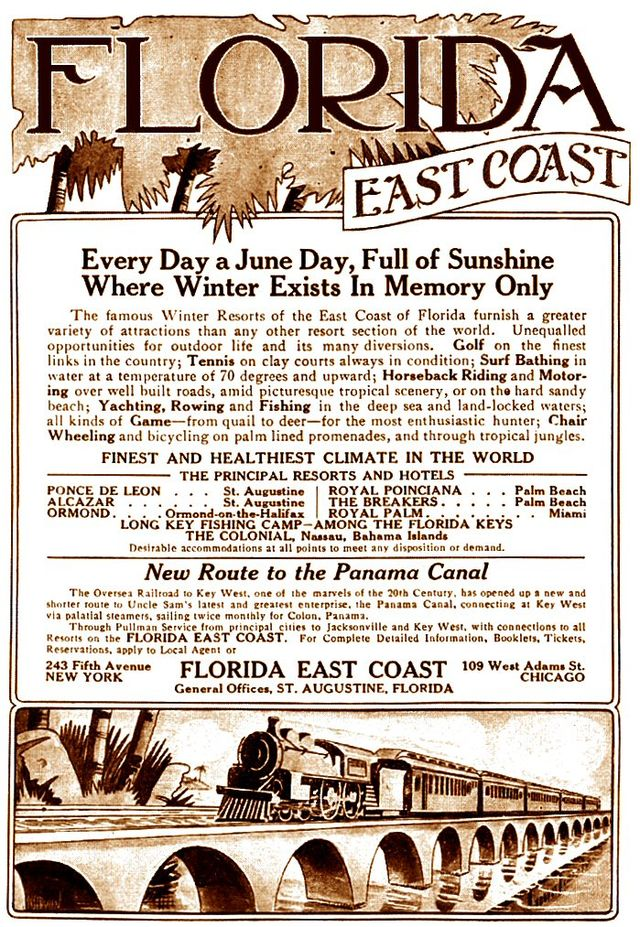 FLORIDA
EAST COAST
Every Day a June Day, Full of Sunshine
Where Winter Exists In Memory Only
The famous Winter Resorts of the East Coast of Florida furnish a greater
variety of attractions than any other resort section of the world. Unequalled
opportunities for outdoor life and its many diversions. Golf on the finest
links in the country; Tennis on clay courts always in condition; Surf Bathing in
water at a temperature of 70 degrees and upward; Horseback Riding and Motor-
ing over well built roads, amid picturesque tropical scenery, or on the hard sandy
beach; Yachting, Rowing and Fishing in the deep sea and land-locked waters;
all kinds of Game—from quail to deer—for the most enthusiastic hunter; Chair
Wheeling and bicycling on palm lined promenades, and through tropical jungles.
FINEST AND HEALTHIEST CLIMATE IN THE WORLD
THE PRINCIPAL RESORTS AND HOTELS
PONCE DE LEON . . . St. Augustine
ALCAZAR . . . . . St. Augustine
ORMOND. . . Ormond-on-the-Halifax
ROYAL POINCIANA . . . Palm Beach
THE BREAKERS . . . . . Palm Beach
ROYAL PALM . . . . . . . Miami
LONG KEY FISHING CAMP—AMONG THE FLORIDA KEYS
THE COLONIAL, Nassau, Bahama Islands
Desirable accommodations at all points to meet any disposition or demand.
New Route to the Panama Canal
The Oversea Railroad to Key West, one of the marvels of the 20th Century, has opened up a new and
shorter route to Uncle Sam's latest and greatest enterprise, the Panama Canal, connecting at Key West
via palatial steamers, sailing twice monthly for Colon, Panama.
Through Pullman Service from principal cities to Jacksonville and Key West, with connections to all
Resorts on the FLORIDA EAST COAST. For Complete Detailed Information, Booklets, Tickets,
Reservations, apply to Local Agent or
243 Fifth Avenue
NEW YORK
FLORIDA EAST COAST
General Offices, ST. AUGUSTINE, FLORIDA
109 West Adams St.
CHICAGO